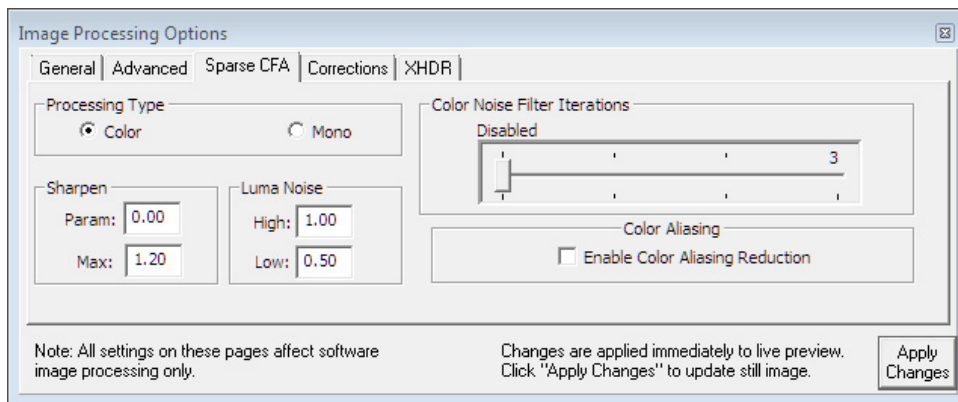 Image Processing Options
General Advanced Sparse CFA Corrections XHDR
Processing Type
Color Mono
Sharpen
Param: 0.00
Max: 1.20
Luma Noise
High: 1.00
Low: 0.50
Color Noise Filter Iterations
Disabled
3
Color Aliasing
Enable Color Aliasing Reduction
Note: All settings on these pages affect software
image processing only.
Changes are applied immediately to live preview.
Click "Apply Changes" to update still image.
Apply
Changes